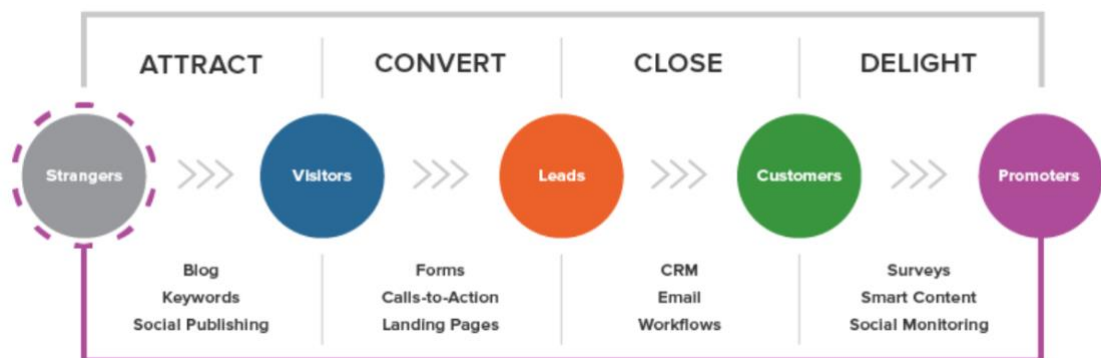 ATTRACT CONVERT CLOSE DELIGHT
Strangers Visitors Leads Customers Promoters
Blog Forms CRM Surveys
Keywords Calls-to-Action Email Smart Content
Social Publishing Landing Pages Workflows Social Monitoring